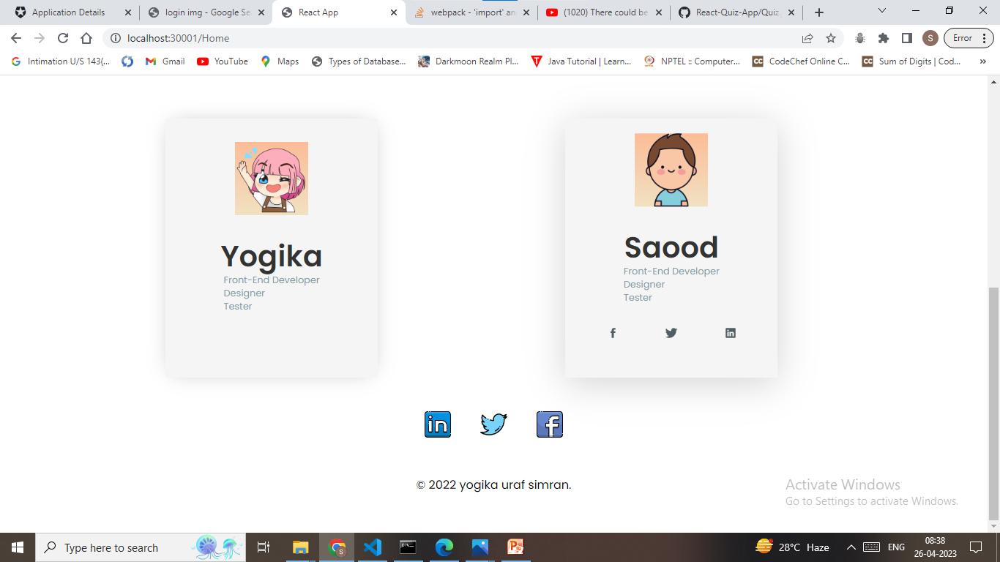 Application Details
login img - Google Se
React App
webpack - 'import' an
(1020) There could be
React-Quiz-App/Quiz
localhost:30001/Home
S
Error
Intimation U/S 143(...
Gmail
YouTube
Maps
Types of Database...
Darkmoon Realm Pl...
Java Tutorial | Learn...
NPTEL :: Computer...
CodeChef Online C...
Sum of Digits | Cod...
»
Yogika
Front-End Developer
Designer
Tester
Saood
Front-End Developer
Designer
Tester
© 2022 yogika uraf simran.
Activate Windows
Go to Settings to activate Windows.
Type here to search
28°C Haze
ENG
08:38
26-04-2023